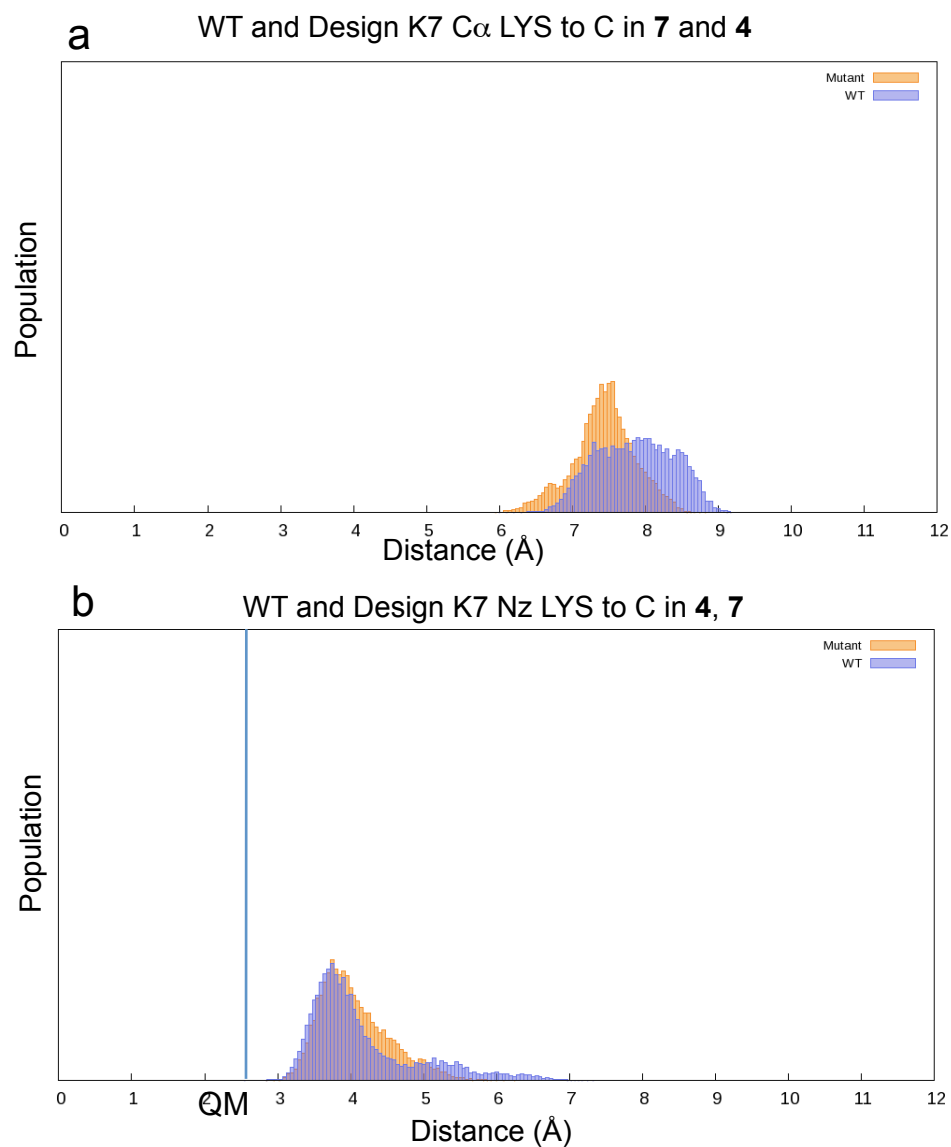 a
WT and Design K7 Cα LYS to C in 7 and 4
Mutant
WT
Population
0 1 2 3 4 5 6 7 8 9 10 11 12
Distance (Å)
b
WT and Design K7 Nz LYS to C in 4, 7
Mutant
WT
Population
0 1 2 3 4 5 6 7 8 9 10 11 12
QM
Distance (Å)